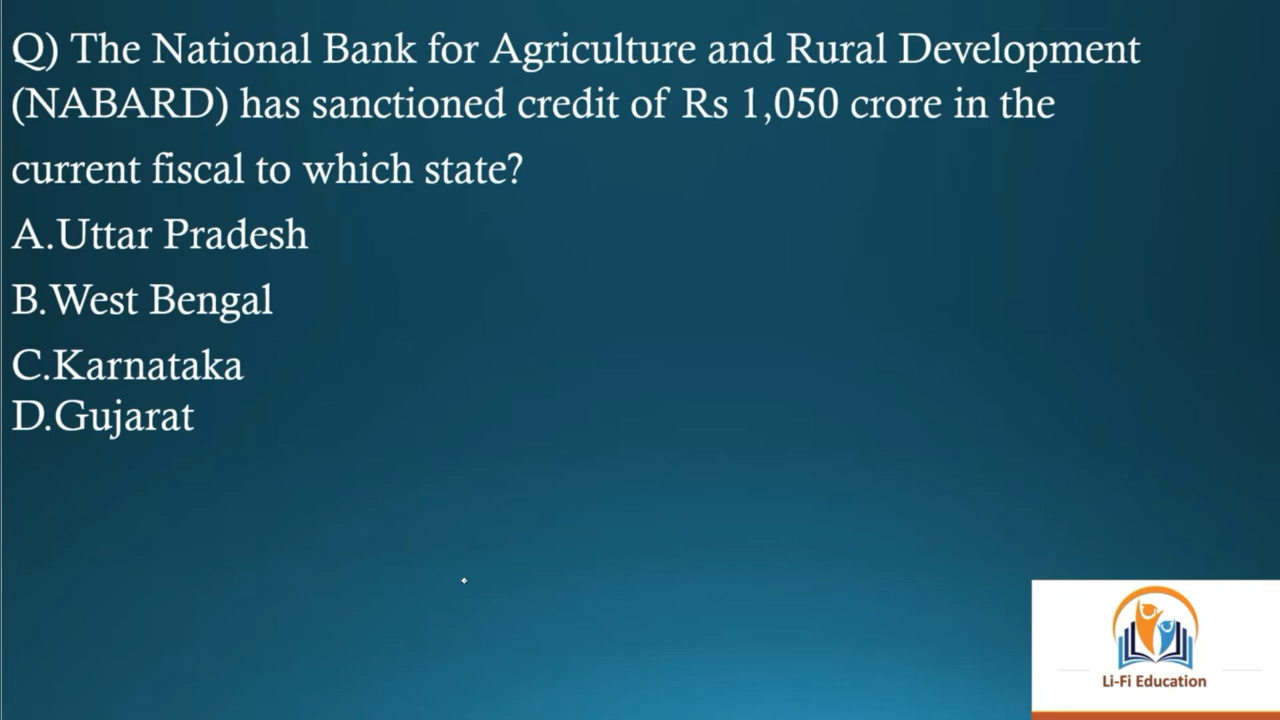 Q) The National Bank for Agriculture and Rural Development
(NABARD) has sanctioned credit of Rs 1,050 crore in the
current fiscal to which state?
A.Uttar Pradesh
B.West Bengal
C.Karnataka
D.Gujarat
Li-Fi Education